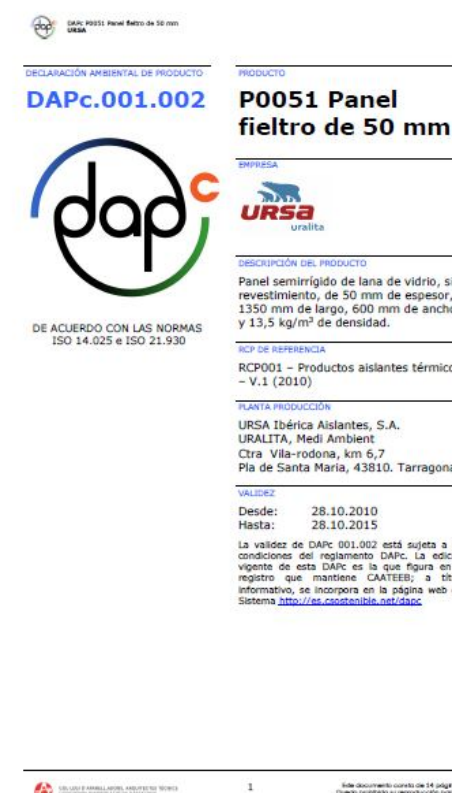 DAPc P0051 Panel fieltro de 50 mm
URSA
DECLARACIÓN AMBIENTAL DE PRODUCTO
DAPc.001.002
dap c
DE ACUERDO CON LAS NORMAS
ISO 14.025 e ISO 21.930
PRODUCTO
P0051 Panel
fieltro de 50 mm
EMPRESA
URSA
uralita
DESCRIPCIÓN DEL PRODUCTO
Panel semirrígido de lana de vidrio, si
revestimiento, de 50 mm de espesor,
1350 mm de largo, 600 mm de ancho
y 13,5 kg/m³ de densidad.
RCP DE REFERENCIA
RCP001 – Productos aislantes térmico
– V.1 (2010)
PLANTA PRODUCCIÓN
URSA Ibérica Aislantes, S.A.
URALITA, Medi Ambient
Ctra Vila-rodona, km 6,7
Pla de Santa Maria, 43810. Tarragona
VALIDEZ
Desde: 28.10.2010
Hasta: 28.10.2015
La validez de DAPc 001.002 está sujeta a
condiciones del reglamento DAPc. La edic
vigente de esta DAPc es la que figura en
registro que mantiene CAATEEB; a tít
informativo, se incorpora en la página web
Sistema http://es.csostenible.net/dapc
1
Este documento consta de 14 pág